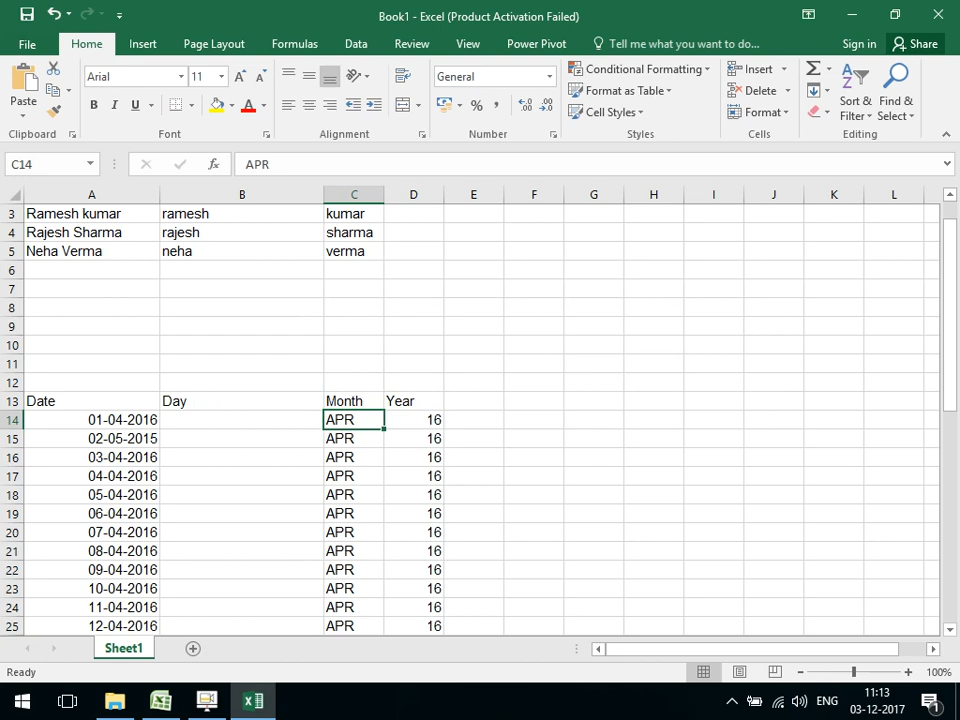 Book1 - Excel (Product Activation Failed)
File Home Insert Page Layout Formulas Data Review View Power Pivot Tell me what you want to do... Sign in Share
Paste
Arial 11
B I U A
General
% ,
Conditional Formatting
Format as Table
Cell Styles
Insert
Delete
Format
Sort & Filter
Find & Select
Clipboard Font Alignment Number Styles Cells Editing
C14 fx APR
A B C D E F G H I J K L
3 Ramesh kumar ramesh kumar
4 Rajesh Sharma rajesh sharma
5 Neha Verma neha verma
6
7
8
9
10
11
12
13 Date Day Month Year
14 01-04-2016 APR 16
15 02-05-2015 APR 16
16 03-04-2016 APR 16
17 04-04-2016 APR 16
18 05-04-2016 APR 16
19 06-04-2016 APR 16
20 07-04-2016 APR 16
21 08-04-2016 APR 16
22 09-04-2016 APR 16
23 10-04-2016 APR 16
24 11-04-2016 APR 16
25 12-04-2016 APR 16
Sheet1
Ready 100%
ENG 11:13
03-12-2017 1